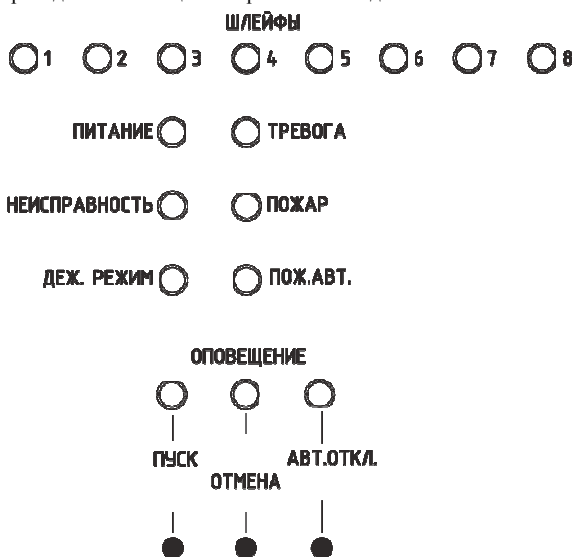 ШЛЕЙФЫ
1 2 3 4 5 6 7 8
ПИТАНИЕ ТРЕВОГА
НЕИСПРАВНОСТЬ ПОЖАР
ДЕЖ. РЕЖИМ ПОЖ.АВТ.
ОПОВЕЩЕНИЕ
ПУСК АВТ.ОТКЛ.
ОТМЕНА